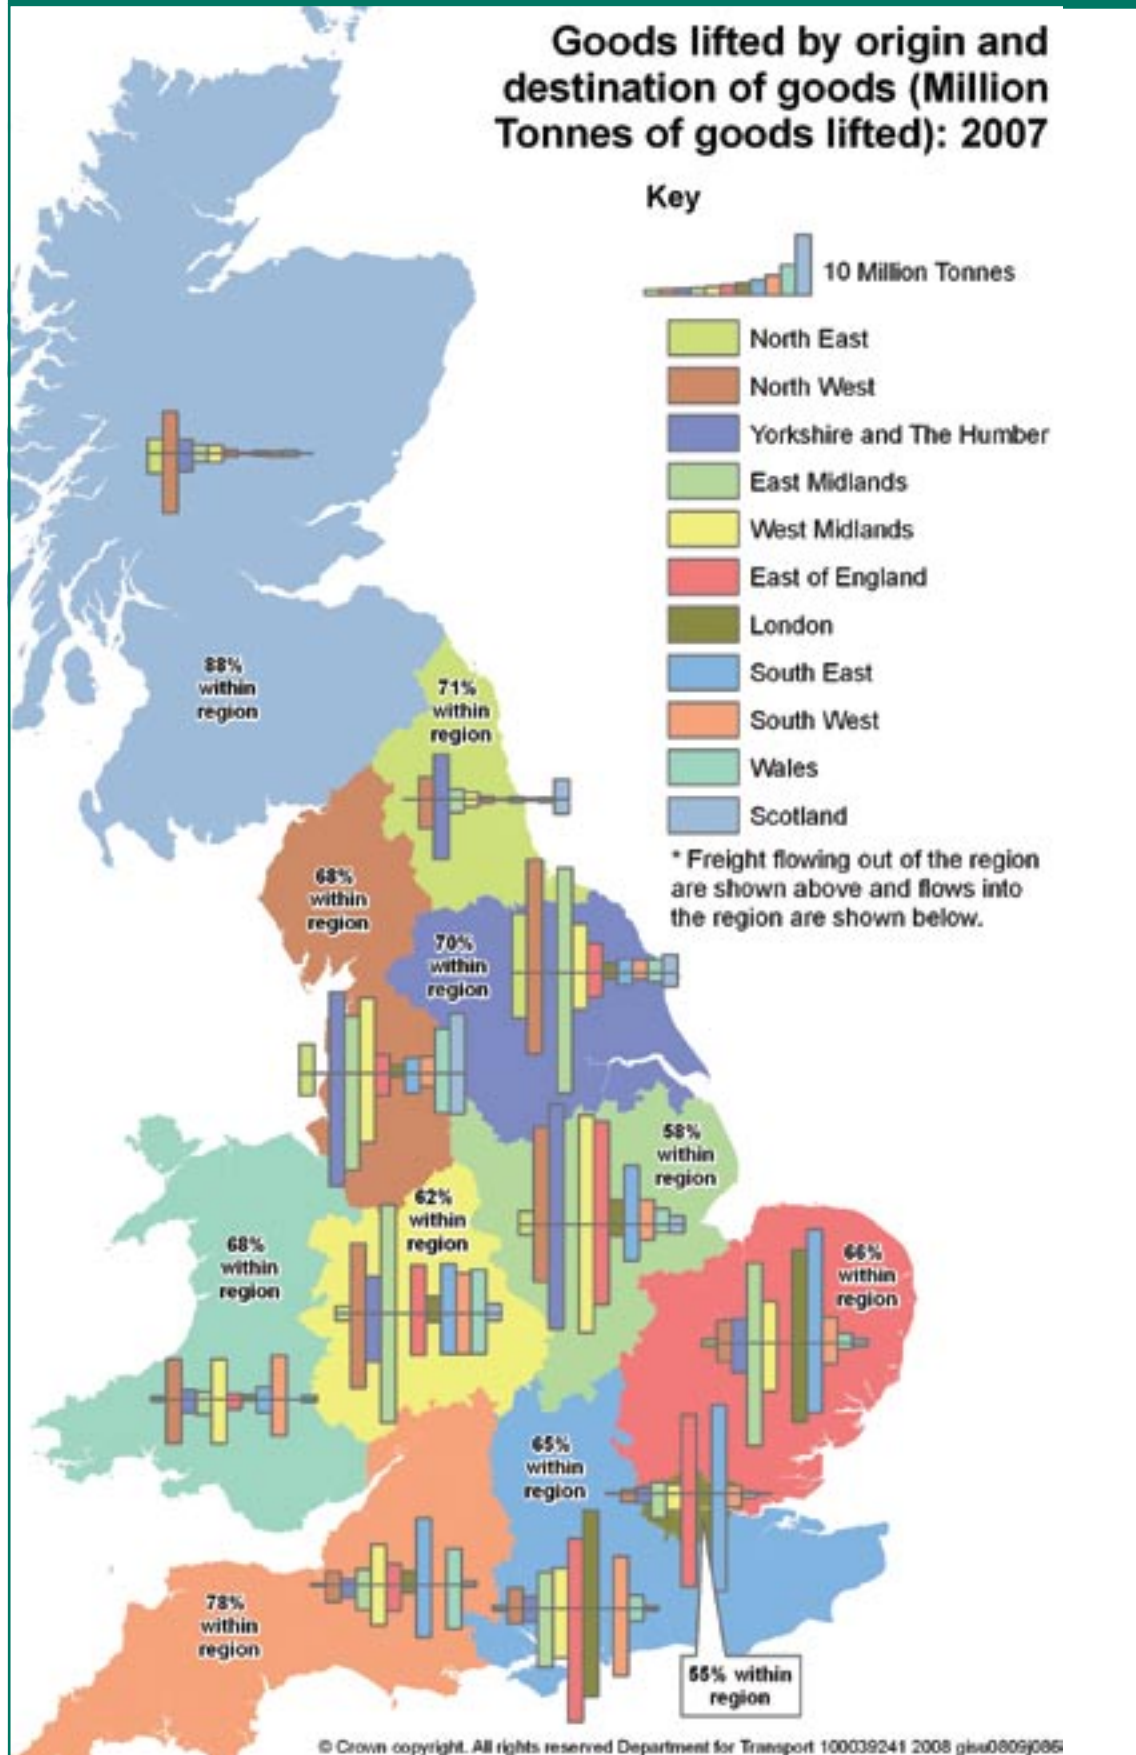 Goods lifted by origin and
destination of goods (Million
Tonnes of goods lifted): 2007
Key
10 Million Tonnes
North East
North West
Yorkshire and The Humber
East Midlands
West Midlands
East of England
London
South East
South West
Wales
Scotland
* Freight flowing out of the region
are shown above and flows into
the region are shown below.
88%
within
region
71%
within
region
68%
within
region
70%
within
region
58%
within
region
62%
within
region
68%
within
region
66%
within
region
65%
within
region
78%
within
region
55% within
region
© Crown copyright. All rights reserved Department for Transport 100039241 2008